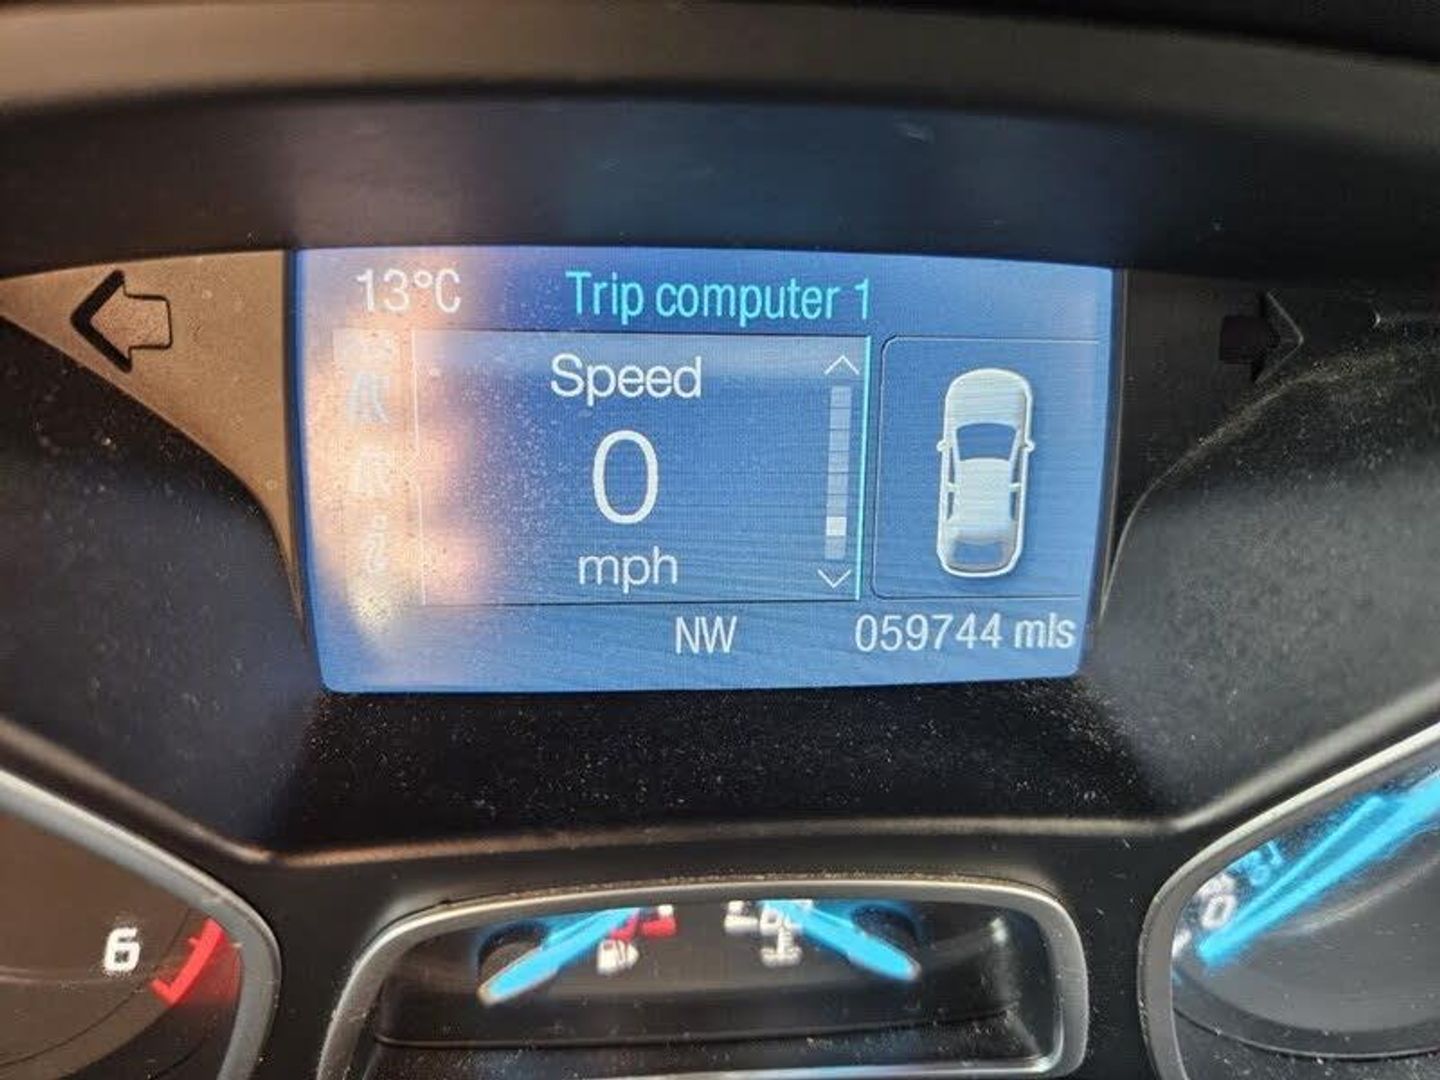 13°C Trip computer 1
Speed
0
mph
NW 059744 mls
6